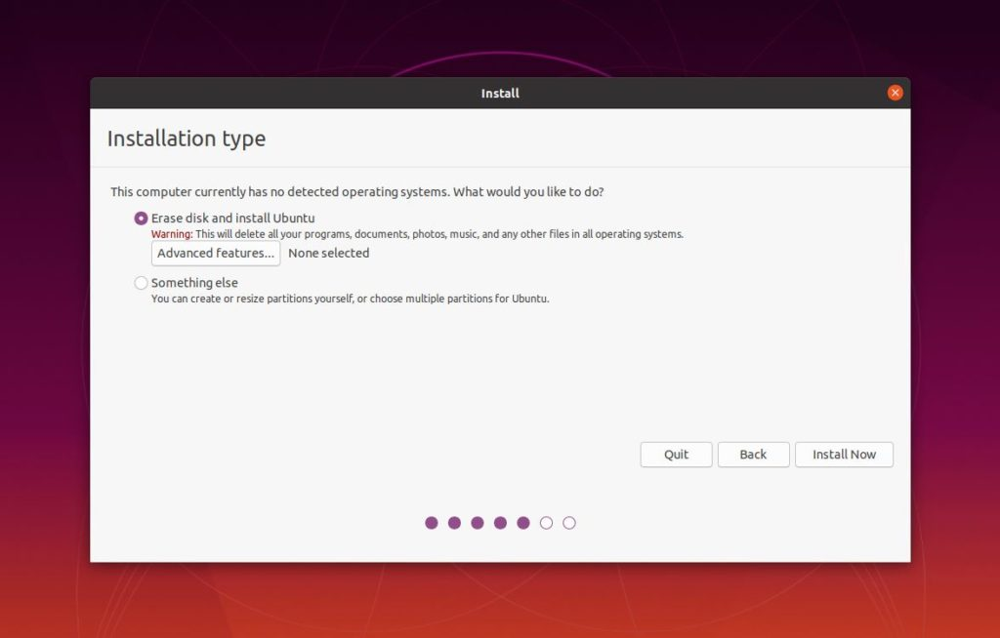 Install
Installation type
This computer currently has no detected operating systems. What would you like to do?
Erase disk and install Ubuntu
Warning: This will delete all your programs, documents, photos, music, and any other files in all operating systems.
Advanced features... None selected
Something else
You can create or resize partitions yourself, or choose multiple partitions for Ubuntu.
Quit Back Install Now